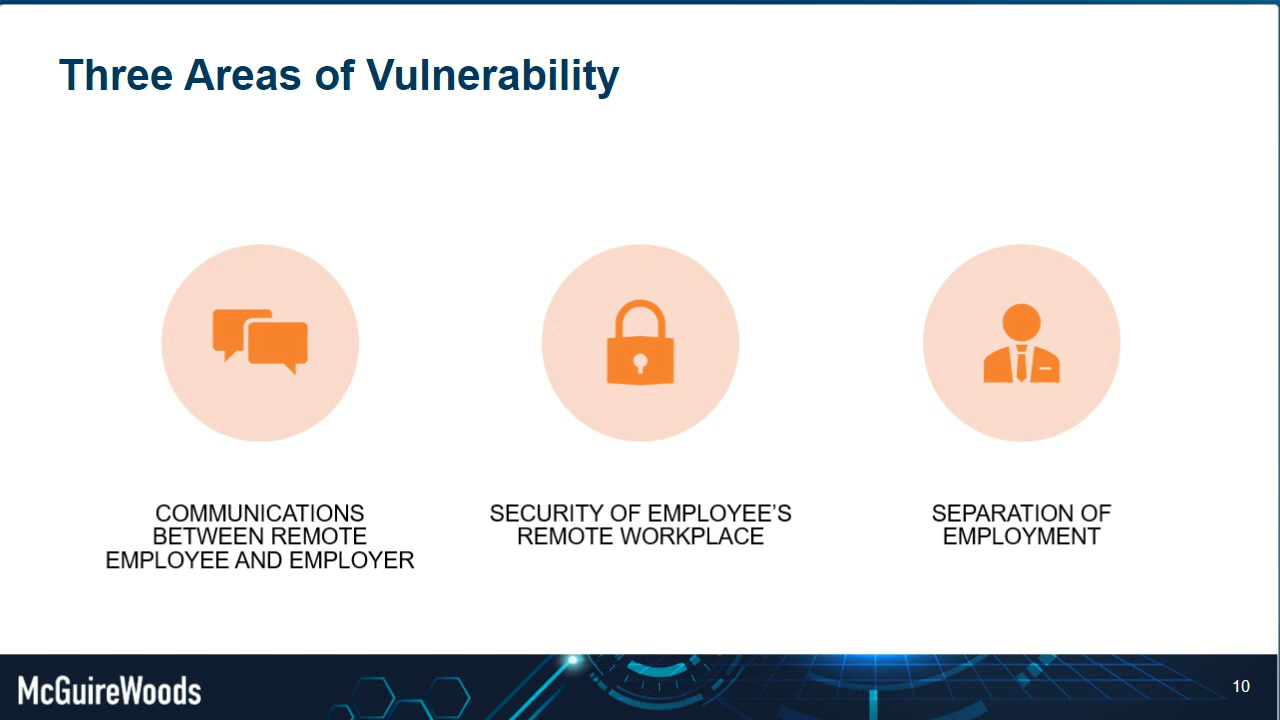 Three Areas of Vulnerability
COMMUNICATIONS
BETWEEN REMOTE
EMPLOYEE AND EMPLOYER
SECURITY OF EMPLOYEE’S
REMOTE WORKPLACE
SEPARATION OF
EMPLOYMENT
McGuireWoods
10